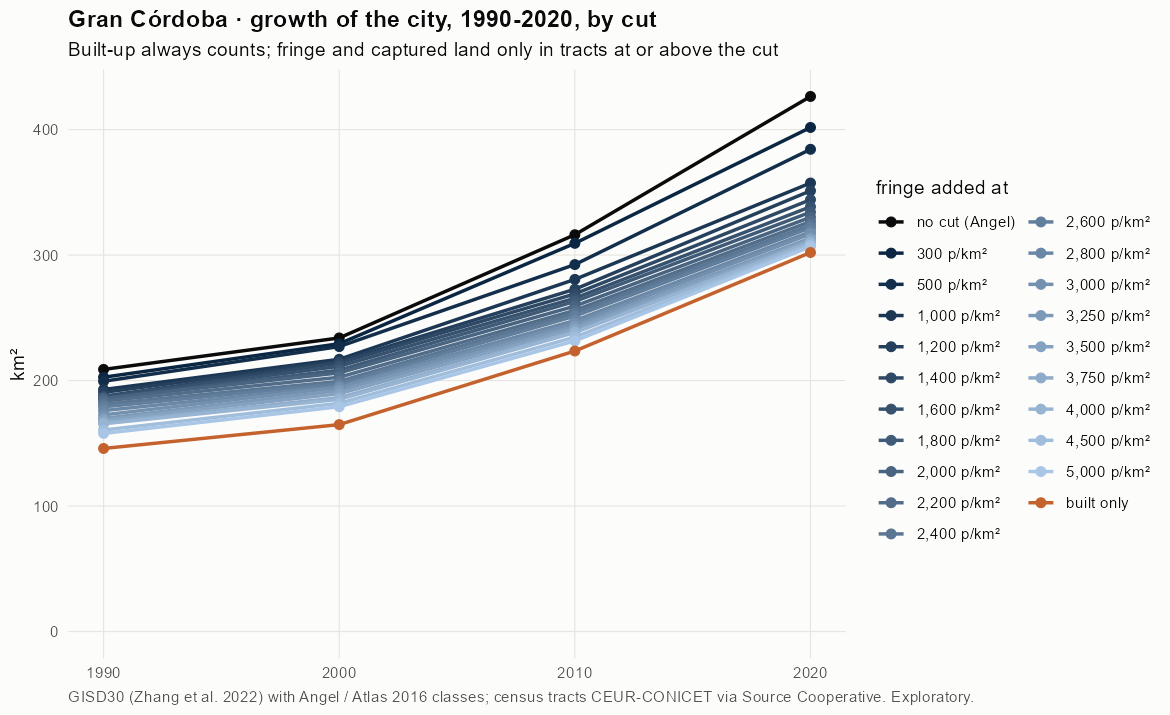 Gran Córdoba · growth of the city, 1990-2020, by cut
Built-up always counts; fringe and captured land only in tracts at or above the cut
km²
400
300
200
100
0
1990
2000
2010
2020
fringe added at
no cut (Angel)
300 p/km²
500 p/km²
1,000 p/km²
1,200 p/km²
1,400 p/km²
1,600 p/km²
1,800 p/km²
2,000 p/km²
2,200 p/km²
2,400 p/km²
2,600 p/km²
2,800 p/km²
3,000 p/km²
3,250 p/km²
3,500 p/km²
3,750 p/km²
4,000 p/km²
4,500 p/km²
5,000 p/km²
built only
GISD30 (Zhang et al. 2022) with Angel / Atlas 2016 classes; census tracts CEUR-CONICET via Source Cooperative. Exploratory.